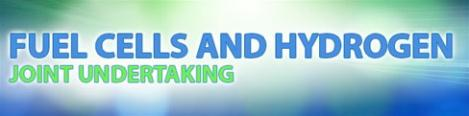 FUEL CELLS AND HYDROGEN
JOINT UNDERTAKING